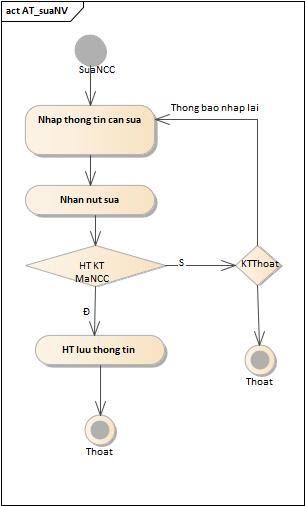 act AT_suaNV
SuaNCC
Thong bao nhap lai
Nhap thong tin can sua
Nhan nut sua
HT KT
MaNCC
S
KTThoat
Đ
HT luu thong tin
Thoat
Thoat